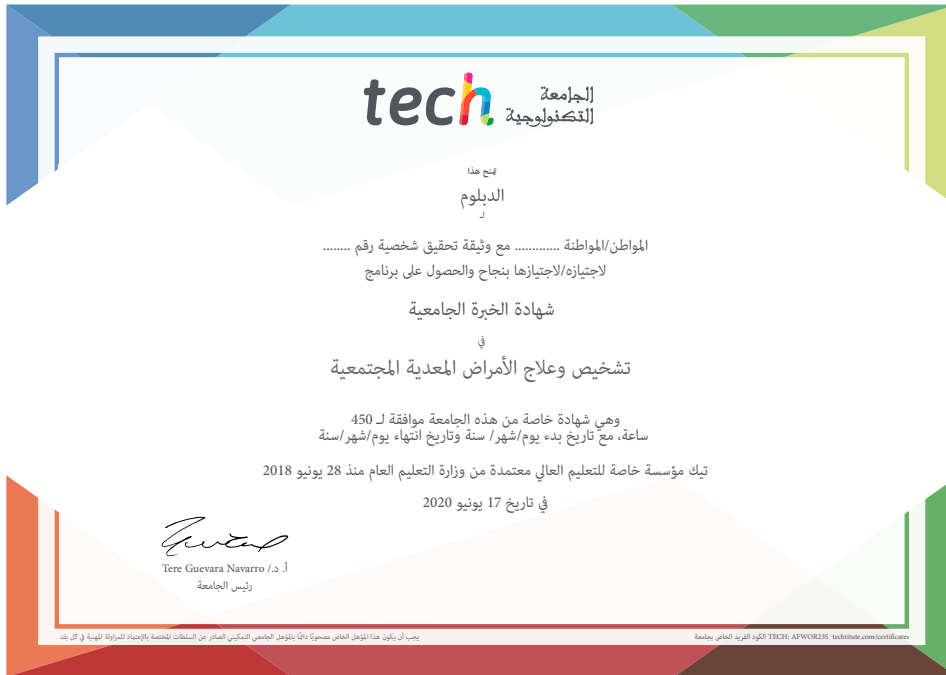 tech الجامعة
التكنولوجية
يمنح هذا
الدبلوم
لـ
المواطن/المواطنة ............ مع وثيقة تحقيق شخصية رقم ........
لاجتيازه/لاجتيازها بنجاح والحصول على برنامج
شهادة الخبرة الجامعية
في
تشخيص وعلاج الأمراض المعدية المجتمعية
وهي شهادة خاصة من هذه الجامعة موافقة لـ 450
ساعة، مع تاريخ بدء يوم/شهر/ سنة وتاريخ انتهاء يوم/شهر/سنة
تيك مؤسسة خاصة للتعليم العالي معتمدة من وزارة التعليم العام منذ 28 يونيو 2018
في تاريخ 17 يونيو 2020
أ. د./ Tere Guevara Navarro
رئيس الجامعة
الكود الفريد الخاص بجامعة TECH: AFWOR23S techtitute.com/certificates
يجب أن يكون هذا المؤهل الخاص مصحوبًا دائمًا بالمؤهل الجامعي التمكيني الصادر عن السلطات المختصة بالإعتماد للمزاولة المهنية في كل بلد